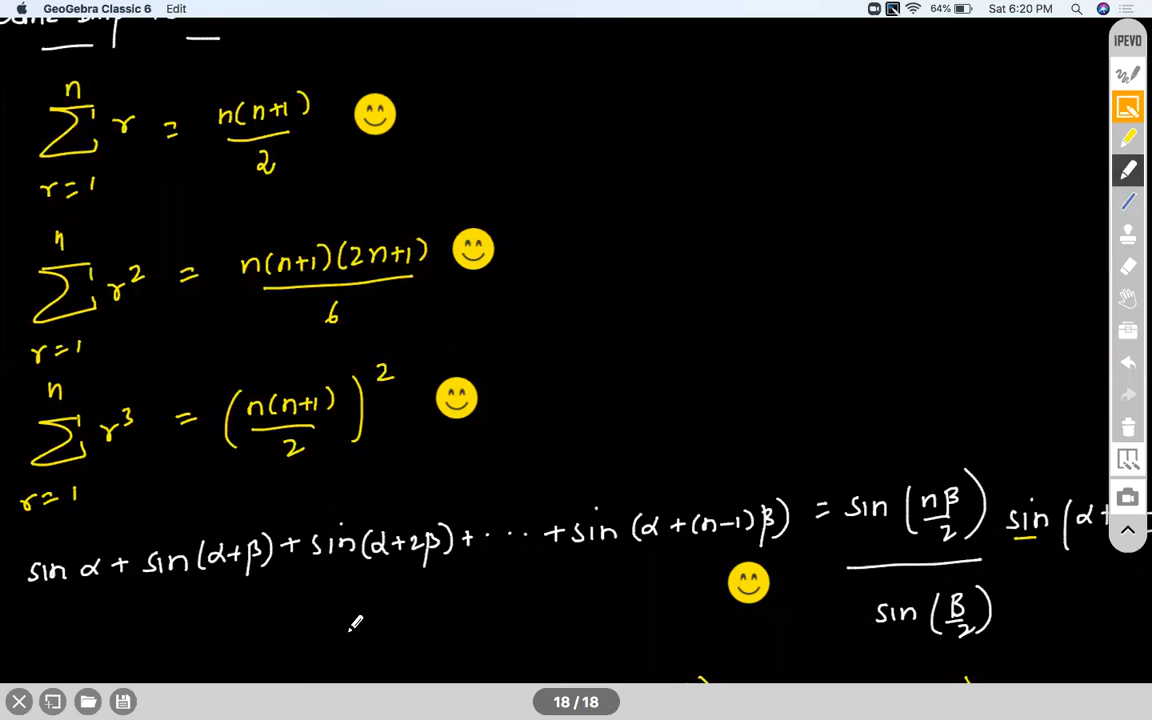 GeoGebra Classic 6 Edit 64% Sat 6:20 PM
IPEVO
n
∑ r = n(n+1)/2
r=1
n
∑ r² = n(n+1)(2n+1)/6
r=1
n
∑ r³ = (n(n+1)/2)²
r=1
sin α + sin(α+β) + sin(α+2β) + ... + sin(α+(n-1)β) = sin(nβ/2)/sin(β/2) sin(α+
18 / 18